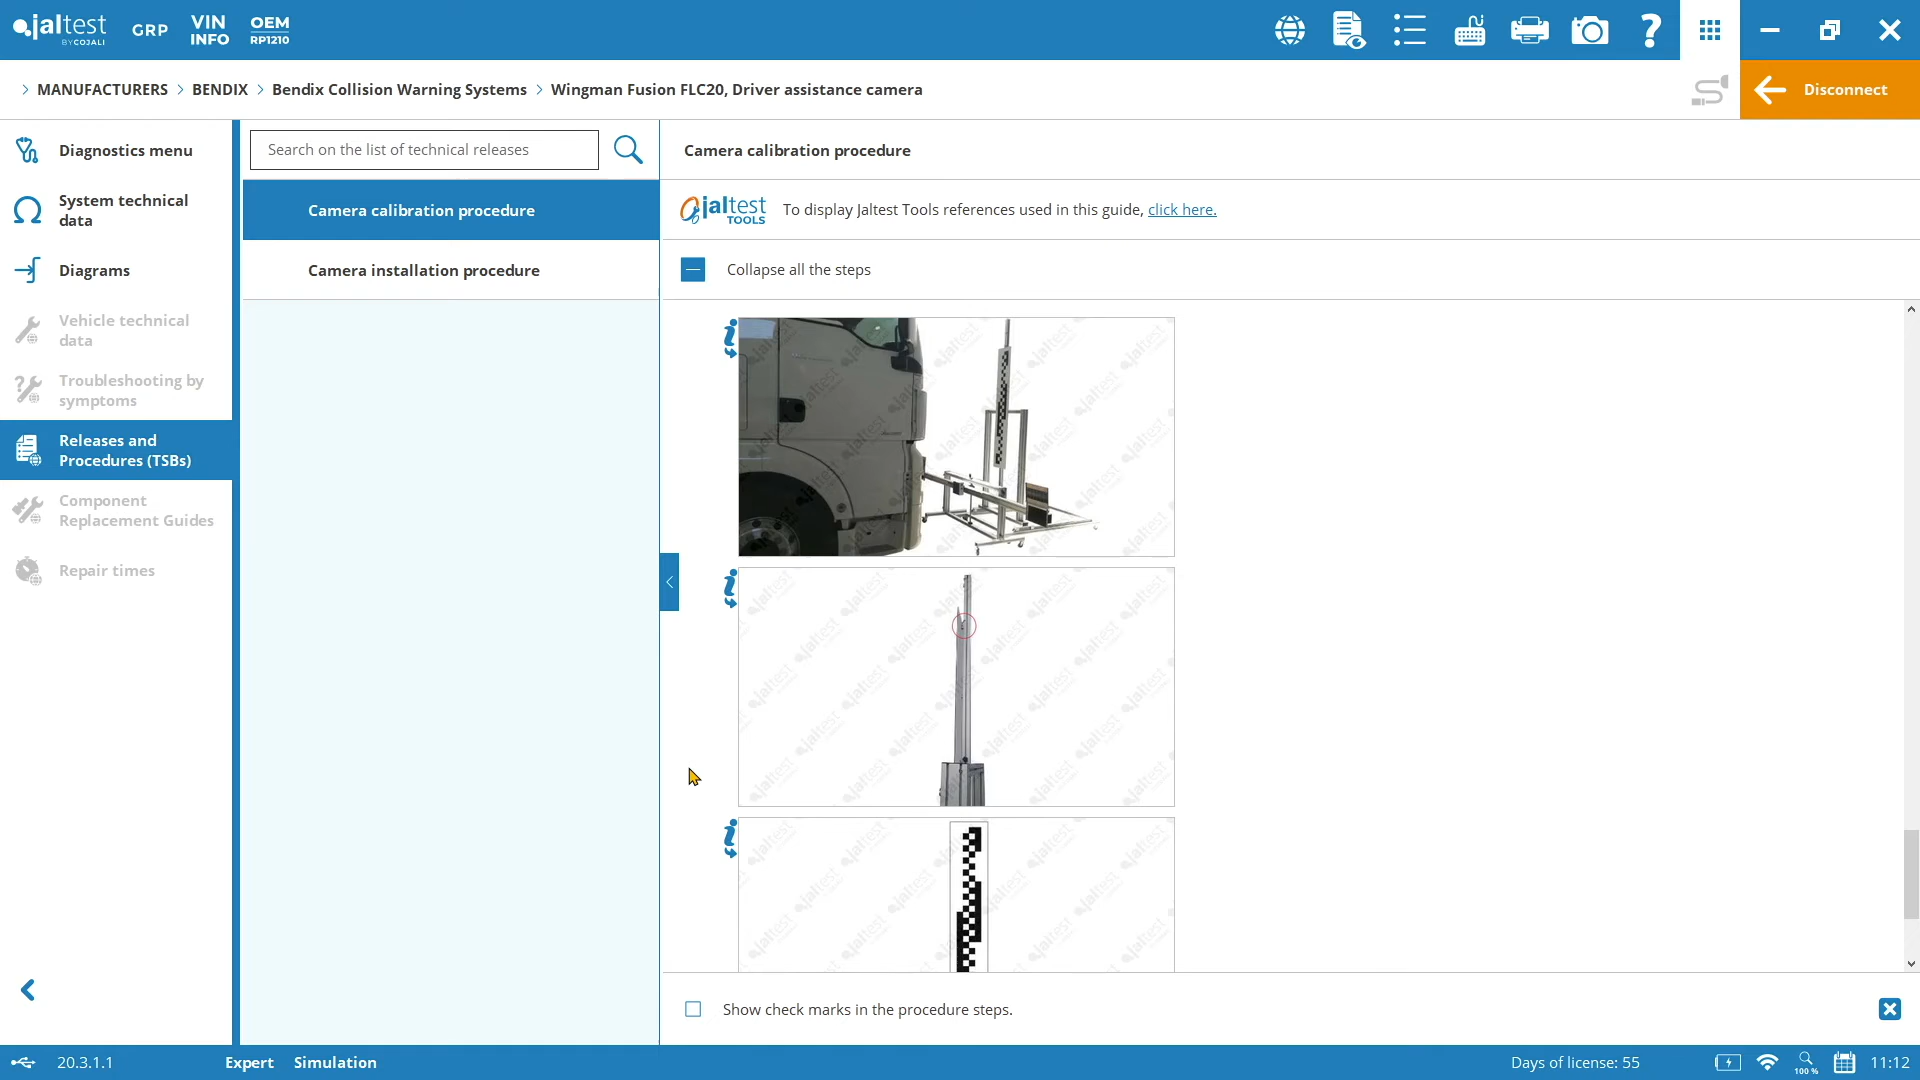 jaltest
BY COJALI
GRP
VIN
INFO
OEM
RP1210
?
> MANUFACTURERS > BENDIX > Bendix Collision Warning Systems > Wingman Fusion FLC20, Driver assistance camera
Disconnect
Diagnostics menu
System technical
data
Diagrams
Vehicle technical
data
Troubleshooting by
symptoms
Releases and
Procedures (TSBs)
Component
Replacement Guides
Repair times
Search on the list of technical releases
Camera calibration procedure
Camera installation procedure
Camera calibration procedure
jaltest
TOOLS
To display Jaltest Tools references used in this guide, click here.
Collapse all the steps
Show check marks in the procedure steps.
20.3.1.1
Expert
Simulation
Days of license: 55
100 %
11:12